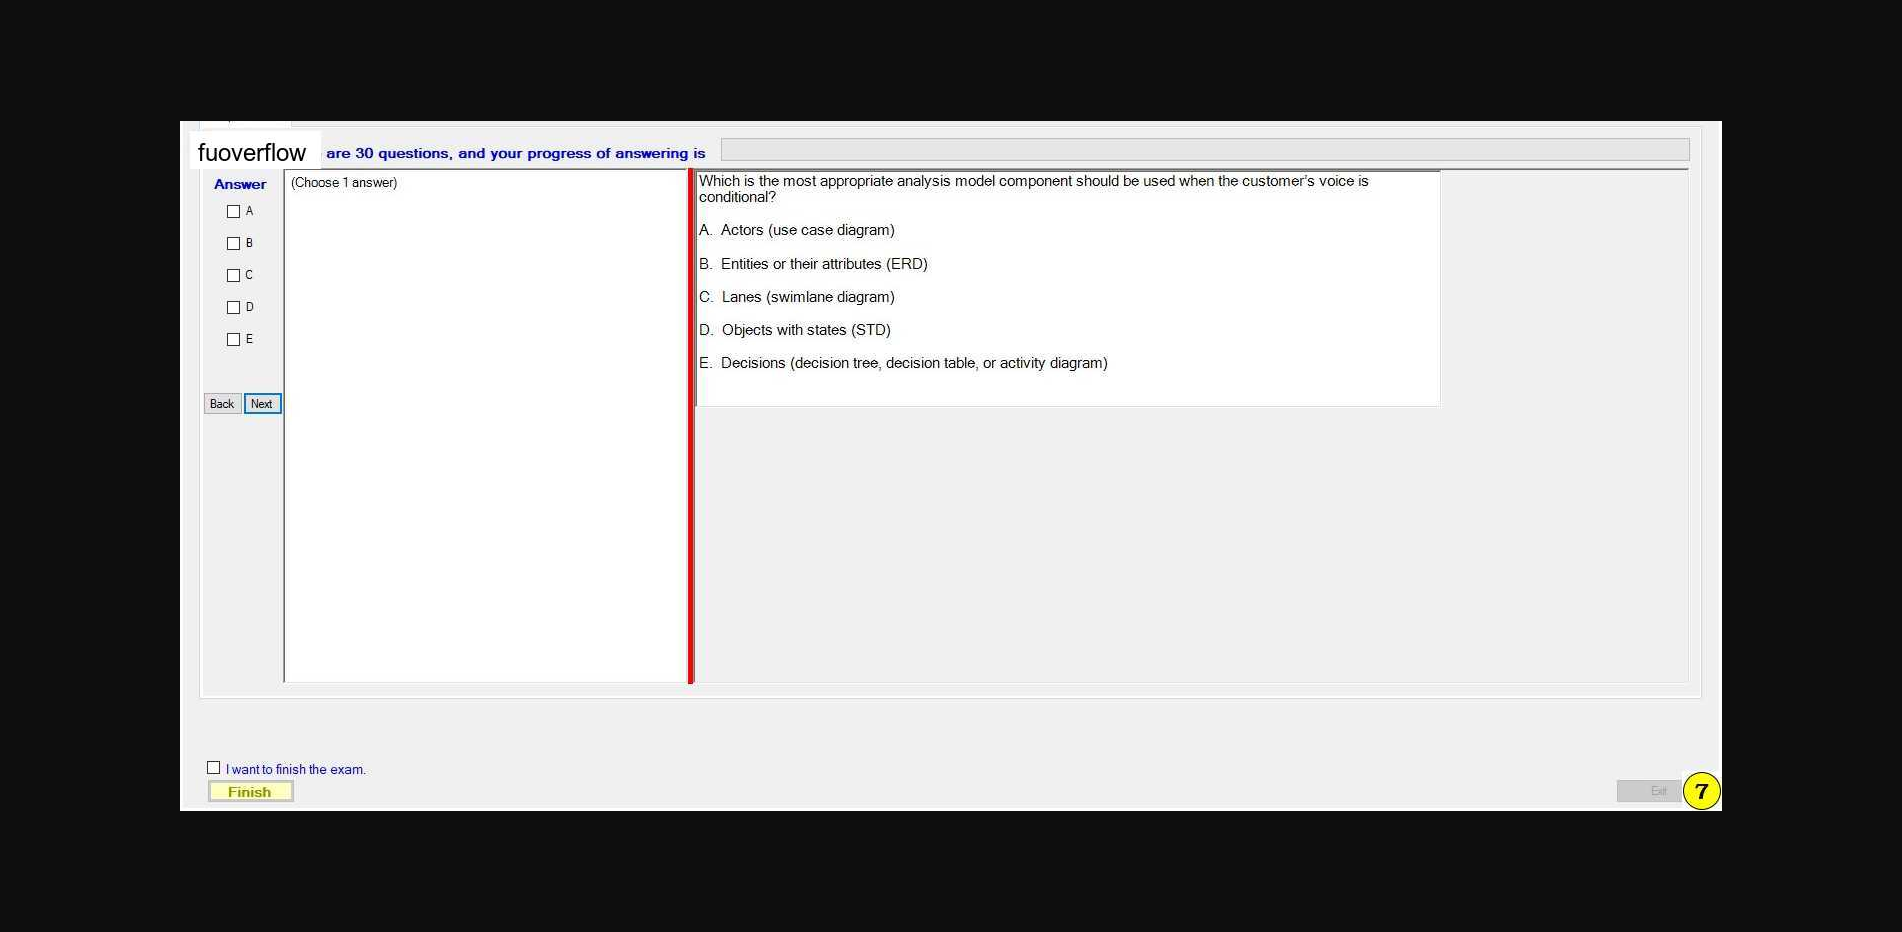 fuoverflow are 30 questions, and your progress of answering is
Answer
(Choose 1 answer)
A
B
C
D
E
Back Next
Which is the most appropriate analysis model component should be used when the customer's voice is
conditional?
A. Actors (use case diagram)
B. Entities or their attributes (ERD)
C. Lanes (swimlane diagram)
D. Objects with states (STD)
E. Decisions (decision tree, decision table, or activity diagram)
I want to finish the exam.
Finish
Exit
7